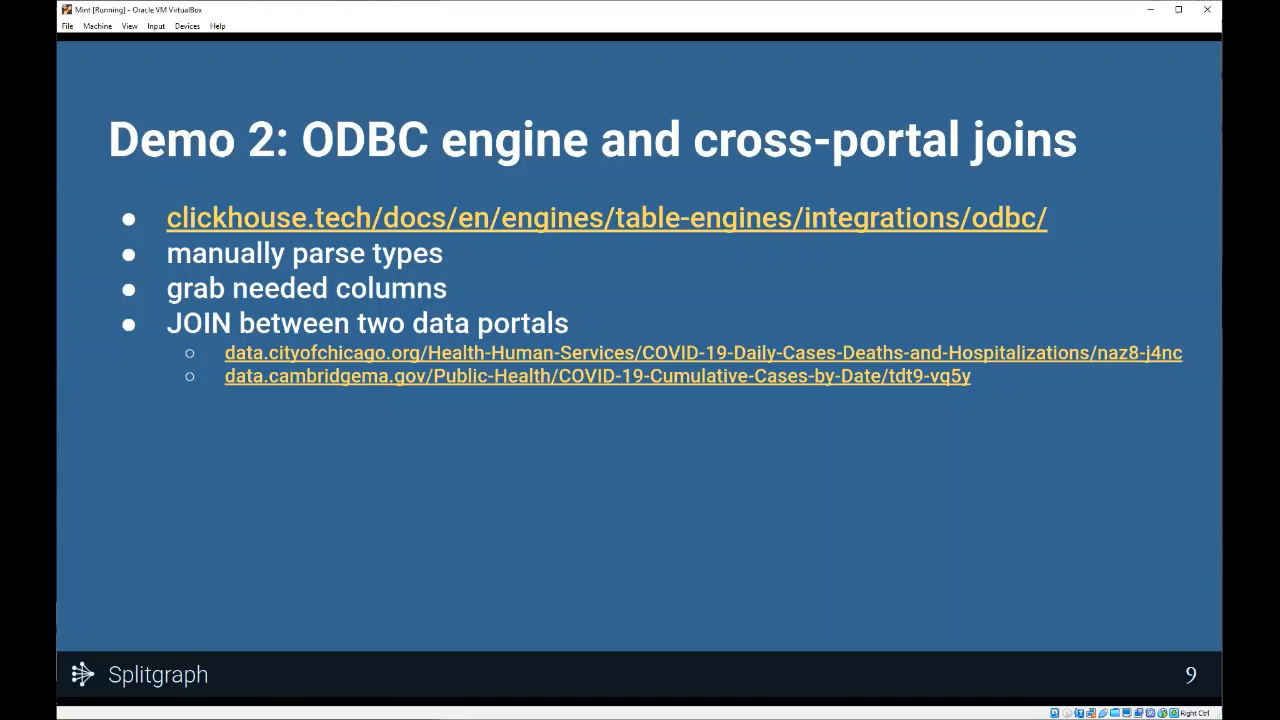 Mint [Running] - Oracle VM VirtualBox
File Machine View Input Devices Help
Demo 2: ODBC engine and cross-portal joins
● clickhouse.tech/docs/en/engines/table-engines/integrations/odbc/
● manually parse types
● grab needed columns
● JOIN between two data portals
○ data.cityofchicago.org/Health-Human-Services/COVID-19-Daily-Cases-Deaths-and-Hospitalizations/naz8-j4nc
○ data.cambridgema.gov/Public-Health/COVID-19-Cumulative-Cases-by-Date/tdt9-vq5y
Splitgraph
9
Right Ctrl